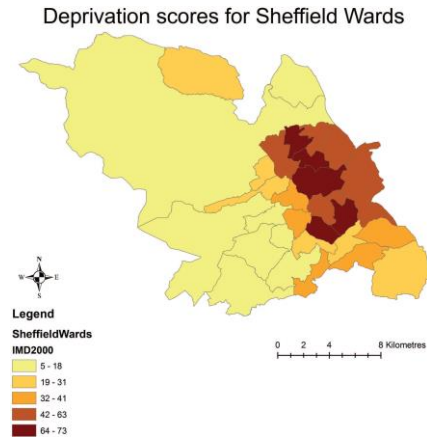 Deprivation scores for Sheffield Wards
N
W E
S
Legend
SheffieldWards
IMD2000
5 - 18
19 - 31
32 - 41
42 - 63
64 - 73
0 2 4 8 Kilometres